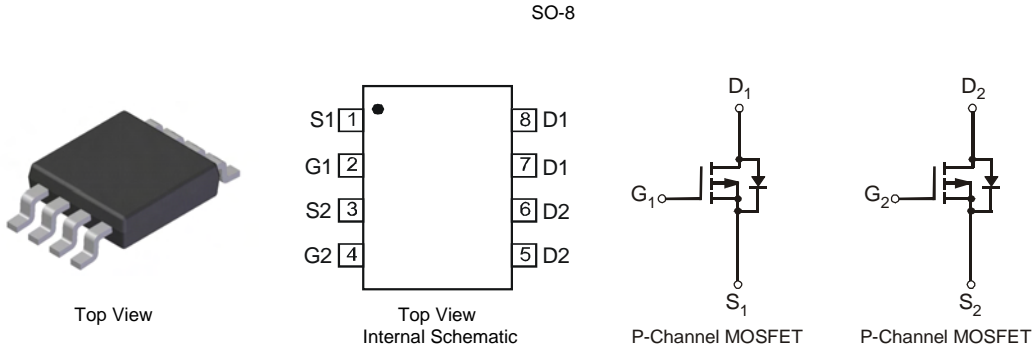 SO-8
S1 1 8 D1
G1 2 7 D1
S2 3 6 D2
G2 4 5 D2
Top View
Top View
Internal Schematic
D1
G1
S1
P-Channel MOSFET
D2
G2
S2
P-Channel MOSFET